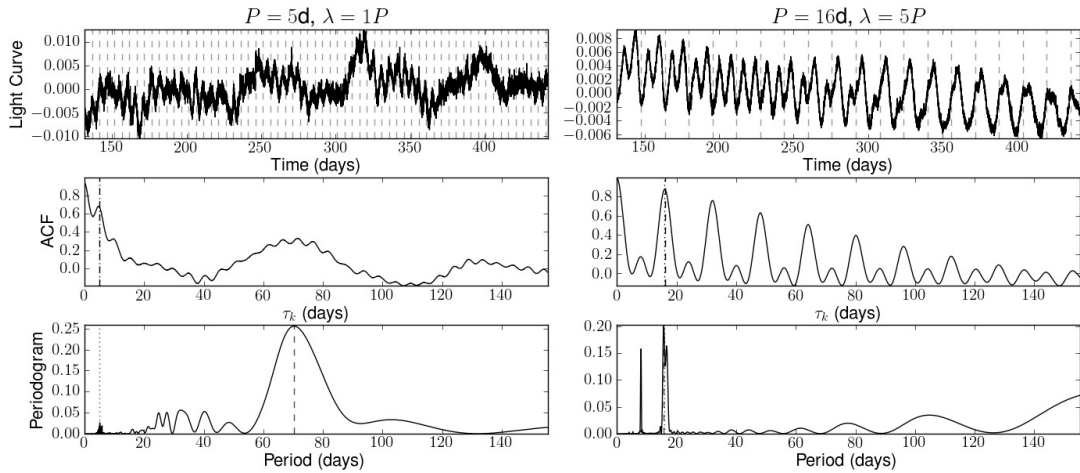 P = 5d, λ = 1P
P = 16d, λ = 5P
Light Curve
0.010
0.005
0.000
−0.005
−0.010
150 200 250 300 350 400
Time (days)
0.008
0.006
0.004
0.002
0.000
−0.002
−0.004
−0.006
150 200 250 300 350 400
Time (days)
ACF
0.8
0.6
0.4
0.2
0.0
0 20 40 60 80 100 120 140
τk (days)
0.8
0.6
0.4
0.2
0.0
0 20 40 60 80 100 120 140
τk (days)
Periodogram
0.25
0.20
0.15
0.10
0.05
0.00
0 20 40 60 80 100 120 140
Period (days)
0.20
0.15
0.10
0.05
0.00
0 20 40 60 80 100 120 140
Period (days)